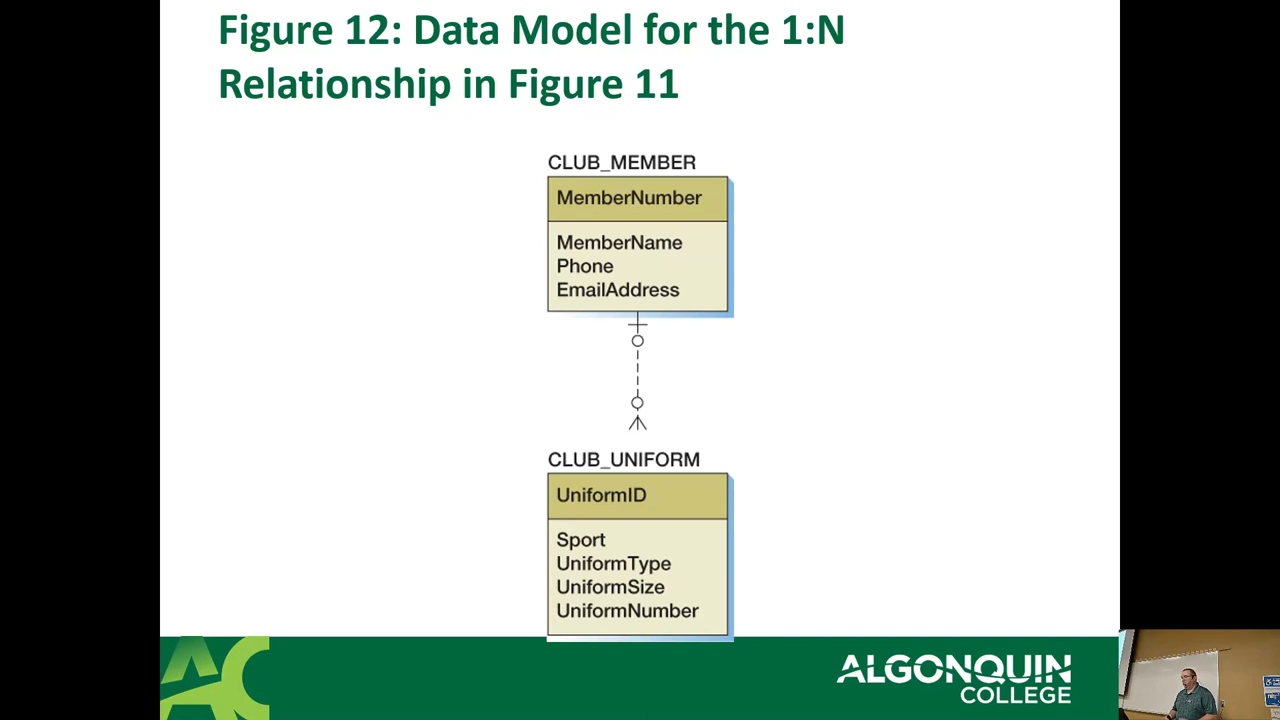 Figure 12: Data Model for the 1:N
Relationship in Figure 11
CLUB_MEMBER
MemberNumber
MemberName
Phone
EmailAddress
CLUB_UNIFORM
UniformID
Sport
UniformType
UniformSize
UniformNumber
AC
ALGONQUIN
COLLEGE